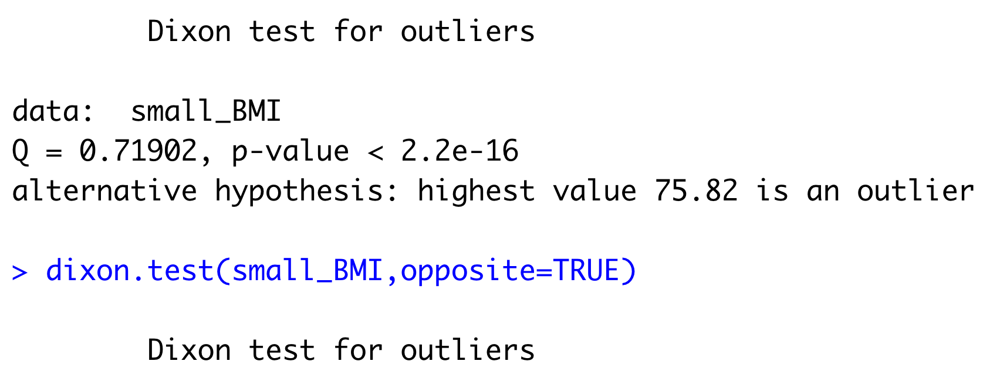 Dixon test for outliers
data:  small_BMI
Q = 0.71902, p-value < 2.2e-16
alternative hypothesis: highest value 75.82 is an outlier
> dixon.test(small_BMI,opposite=TRUE)
Dixon test for outliers